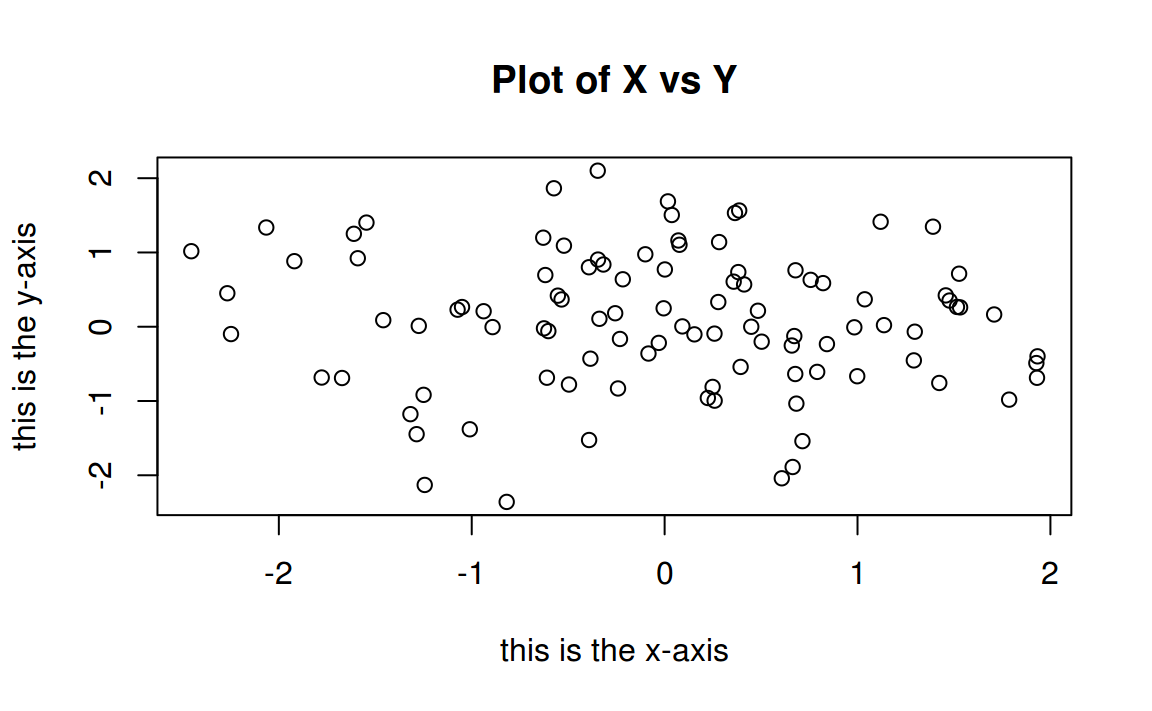 Plot of X vs Y
2
1
0
-1
-2
this is the y-axis
-2 -1 0 1 2
this is the x-axis